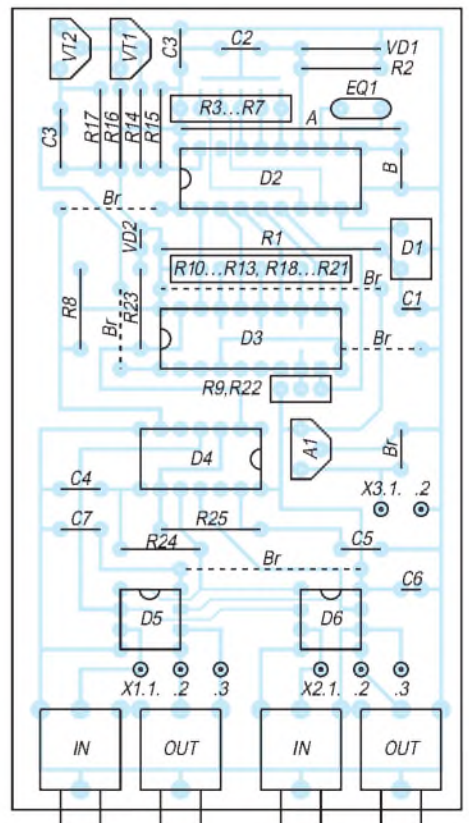 VT2
VT1
C3
C2
VD1
R2
EQ1
R3...R7
A
C3
R17
R16
R14
R15
D2
B
Br
VD2
R1
D1
R10...R13, R18...R21
Br
C1
R8
Br
R23
D3
Br
R9,R22
D4
A1
Br
C4
X3.1. .2
C7
R25
R24
C5
Br
C6
D5
D6
X1.1. .2 .3
X2.1. .2 .3
IN
OUT
IN
OUT